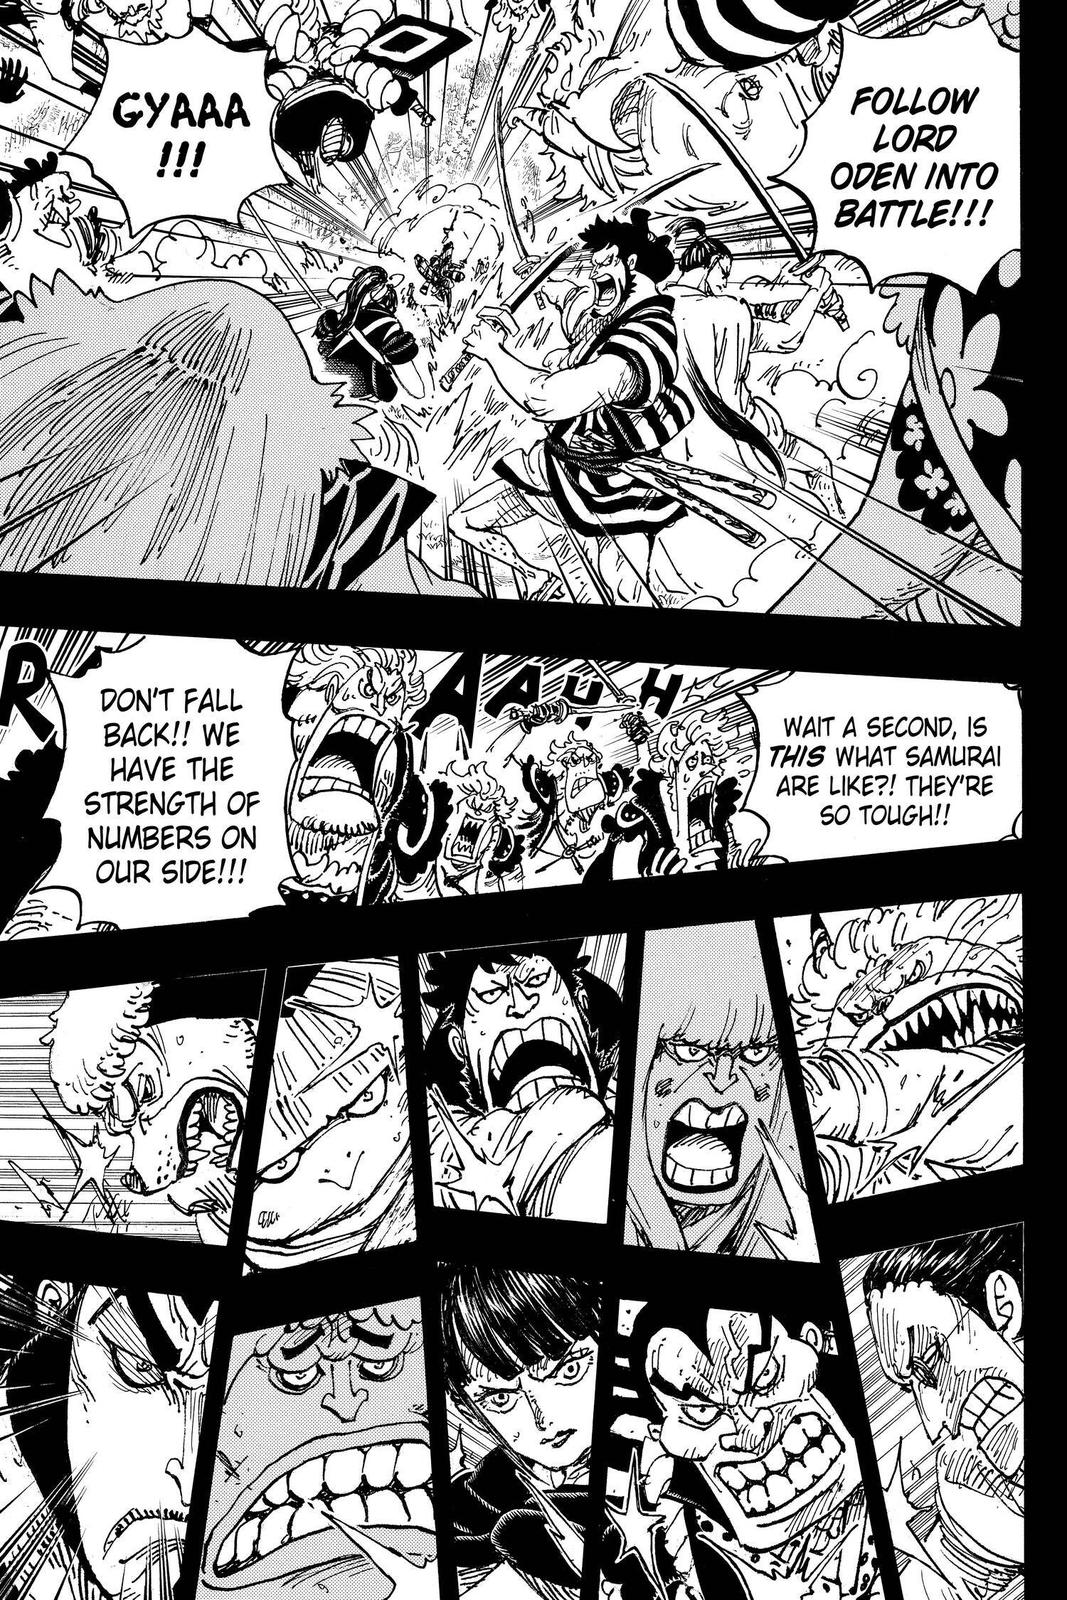 FOLLOW
LORD
ODEN INTO
BATTLE!!!
GYAAA
!!!
WAIT A SECOND, IS
THIS WHAT SAMURAI
ARE LIKE?! THEY'RE
SO TOUGH!!
RAAAUGH
DON'T FALL
BACK!! WE
HAVE THE
STRENGTH OF
NUMBERS ON
OUR SIDE!!!